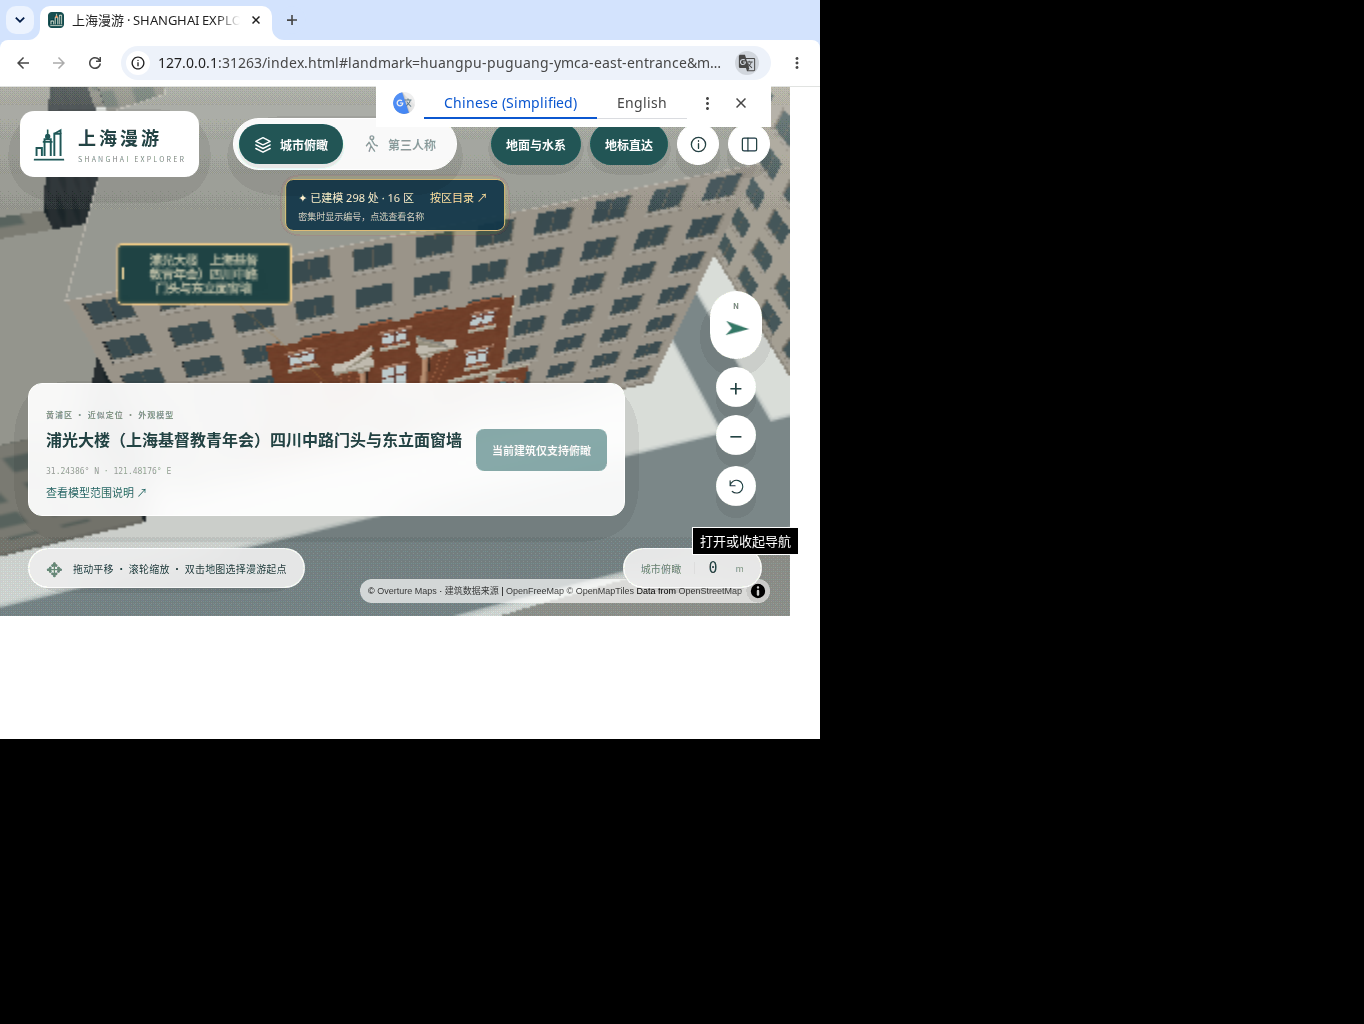 上海漫游 · SHANGHAI EXPLO
127.0.0.1:31263/index.html#landmark=huangpu-puguang-ymca-east-entrance&m...
Chinese (Simplified)
English
上海漫游
SHANGHAI EXPLORER
城市俯瞰
第三人称
地面与水系
地标直达
✦ 已建模 298 处 · 16 区
按区目录 ↗
密集时显示编号，点选查看名称
浦光大楼（上海基督
教青年会）四川中路
门头与东立面窗墙
N
+
−
黄浦区 · 近似定位 · 外观模型
浦光大楼（上海基督教青年会）四川中路门头与东立面窗墙
当前建筑仅支持俯瞰
31.24386° N · 121.48176° E
查看模型范围说明 ↗
打开或收起导航
拖动平移 · 滚轮缩放 · 双击地图选择漫游起点
城市俯瞰
0
m
© Overture Maps · 建筑数据来源 | OpenFreeMap © OpenMapTiles Data from OpenStreetMap